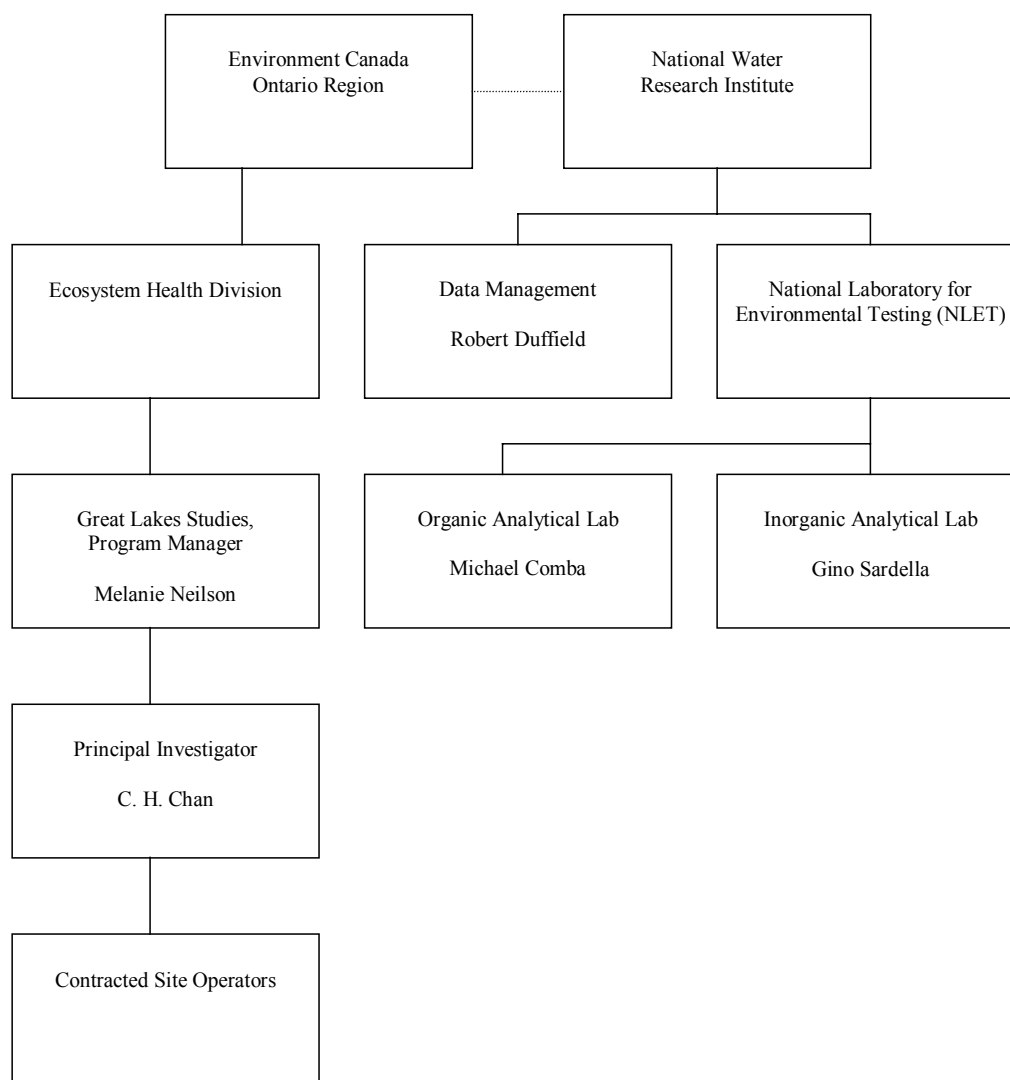 Environment Canada
Ontario Region
National Water
Research Institute
Ecosystem Health Division
Data Management
Robert Duffield
National Laboratory for
Environmental Testing (NLET)
Great Lakes Studies,
Program Manager
Melanie Neilson
Organic Analytical Lab
Michael Comba
Inorganic Analytical Lab
Gino Sardella
Principal Investigator
C. H. Chan
Contracted Site Operators